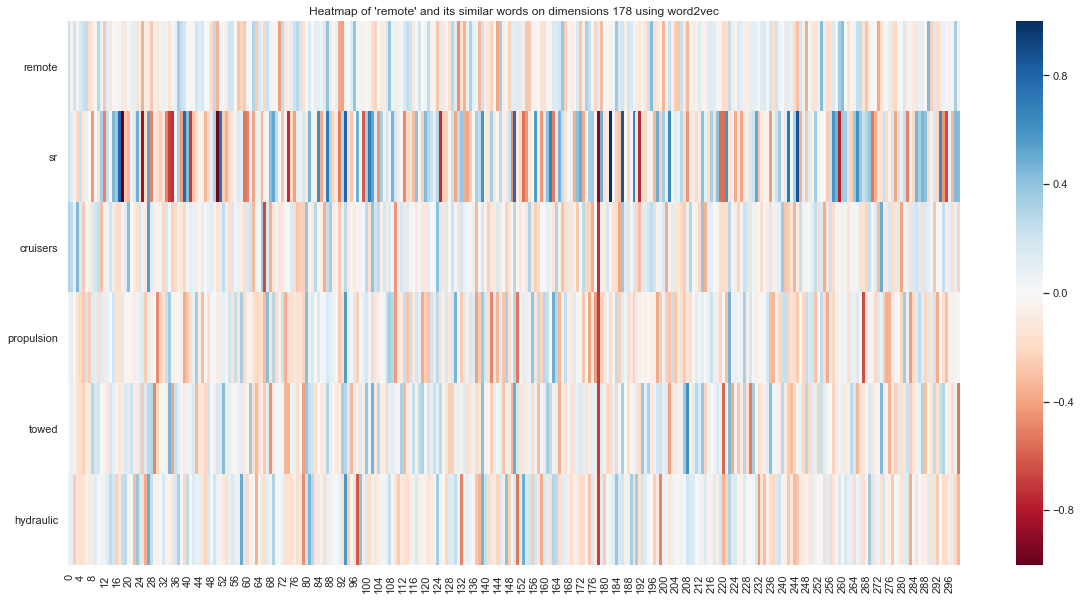 Heatmap of 'remote' and its similar words on dimensions 178 using word2vec
remote
sr
cruisers
propulsion
towed
hydraulic
0.8
0.4
0.0
−0.4
−0.8
0 4 8 12 16 20 24 28 32 36 40 44 48 52 56 60 64 68 72 76 80 84 88 92 96 100 104 108 112 116 120 124 128 132 136 140 144 148 152 156 160 164 168 172 176 180 184 188 192 196 200 204 208 212 216 220 224 228 232 236 240 244 248 252 256 260 264 268 272 276 280 284 288 292 296